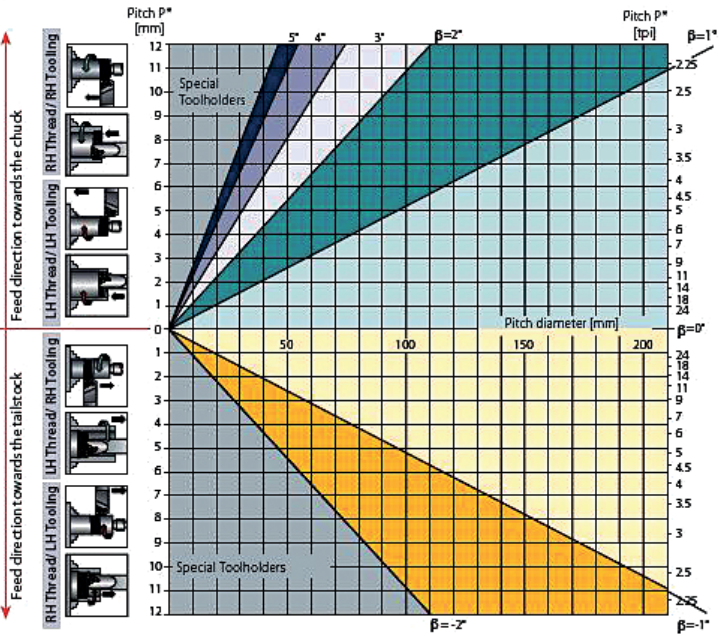 Pitch P*
[mm]
5° 4° 3° β=2°
Pitch P*
[tpi]
β=1°
12
11
10
9
8
7
6
5
4
3
2
1
0
1
2
3
4
5
6
7
8
9
10
11
12
Special
Toolholders
2.25
2.5
3
3.5
4
4.5
5
6
7
9
11
14
18
24
Pitch diameter [mm]
β=0°
50 100 150 200
24
18
14
11
9
7
6
5
4.5
4
3.5
3
2.5
2.25
Special Toolholders
β=-2°
β=-1°
Feed direction towards the chuck
RH Thread/ RH Tooling
LH Thread/ LH Tooling
Feed direction towards the tailstock
LH Thread/ RH Tooling
RH Thread/ LH Tooling